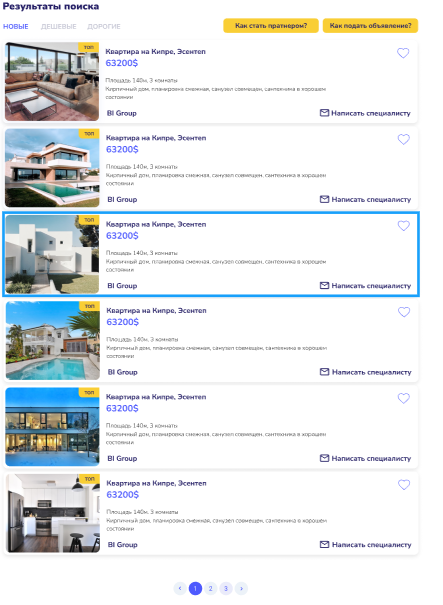 Результаты поиска
НОВЫЕ ДЕШЕВЫЕ ДОРОГИЕ
Как стать пратнером? Как подать объявление?
ТОП
Квартира на Кипре, Эсентеп
63200$
Площадь 140м, 3 комнаты
Кирпичный дом, планировка смежная, санузел совмещен, сантехника в хорошем
состоянии
BI Group
Написать специалисту
ТОП
Квартира на Кипре, Эсентеп
63200$
Площадь 140м, 3 комнаты
Кирпичный дом, планировка смежная, санузел совмещен, сантехника в хорошем
состоянии
BI Group
Написать специалисту
ТОП
Квартира на Кипре, Эсентеп
63200$
Площадь 140м, 3 комнаты
Кирпичный дом, планировка смежная, санузел совмещен, сантехника в хорошем
состоянии
BI Group
Написать специалисту
ТОП
Квартира на Кипре, Эсентеп
63200$
Площадь 140м, 3 комнаты
Кирпичный дом, планировка смежная, санузел совмещен, сантехника в хорошем
состоянии
BI Group
Написать специалисту
ТОП
Квартира на Кипре, Эсентеп
63200$
Площадь 140м, 3 комнаты
Кирпичный дом, планировка смежная, санузел совмещен, сантехника в хорошем
состоянии
BI Group
Написать специалисту
ТОП
Квартира на Кипре, Эсентеп
63200$
Площадь 140м, 3 комнаты
Кирпичный дом, планировка смежная, санузел совмещен, сантехника в хорошем
состоянии
BI Group
Написать специалисту
‹ 1 2 3 ›